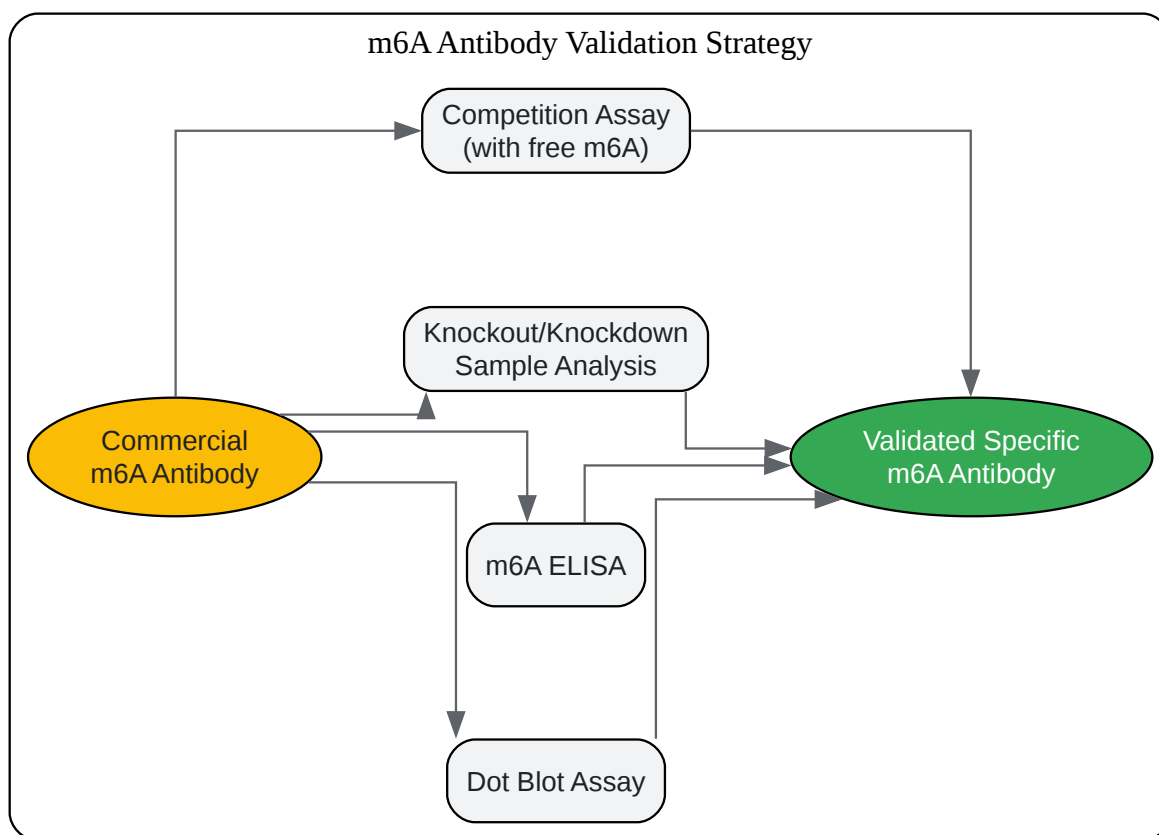 m6A Antibody Validation Strategy
Competition Assay
(with free m6A)
Knockout/Knockdown
Sample Analysis
Commercial
m6A Antibody
Validated Specific
m6A Antibody
m6A ELISA
Dot Blot Assay